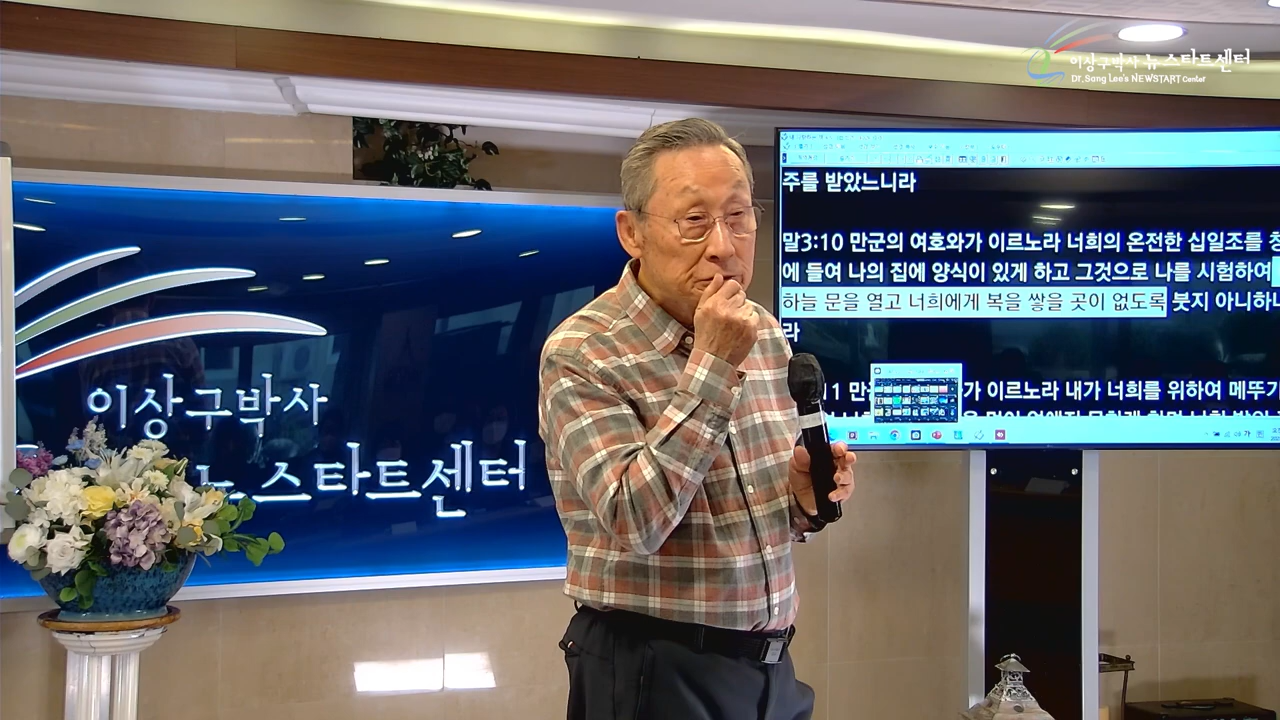 이상구박사 뉴스타트센터
Dr. Sang Lee's NEWSTART Center
이상구박사
뉴스타트센터
주를 받았느니라
말3:10 만군의 여호와가 이르노라 너희의 온전한 십일조를 창
에 들여 나의 집에 양식이 있게 하고 그것으로 나를 시험하여
하늘 문을 열고 너희에게 복을 쌓을 곳이 없도록 붓지 아니하나
라
가 이르노라 내가 너희를 위하여 메뚜기